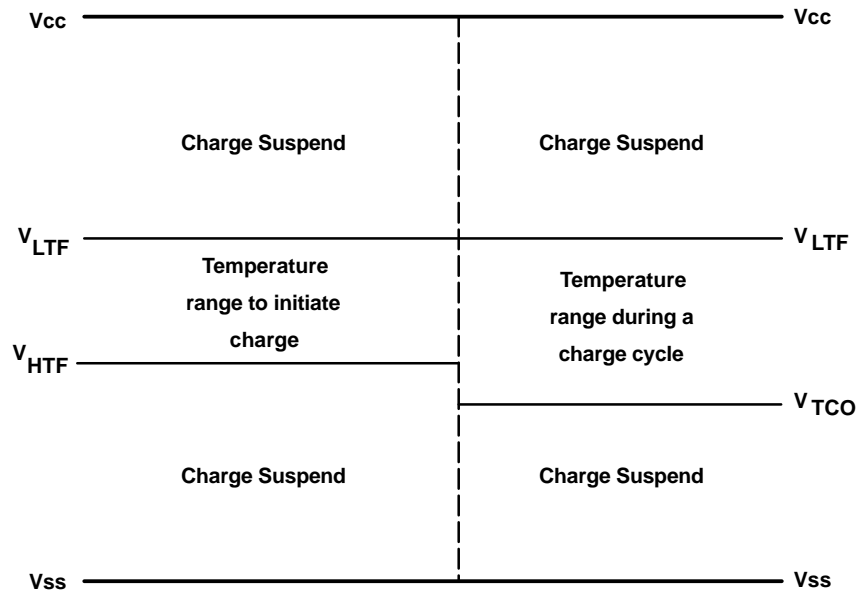 Vcc
Vcc
Charge Suspend
Charge Suspend
VLTF
VLTF
Temperature
range to initiate
charge
Temperature
range during a
charge cycle
VHTF
VTCO
Charge Suspend
Charge Suspend
Vss
Vss